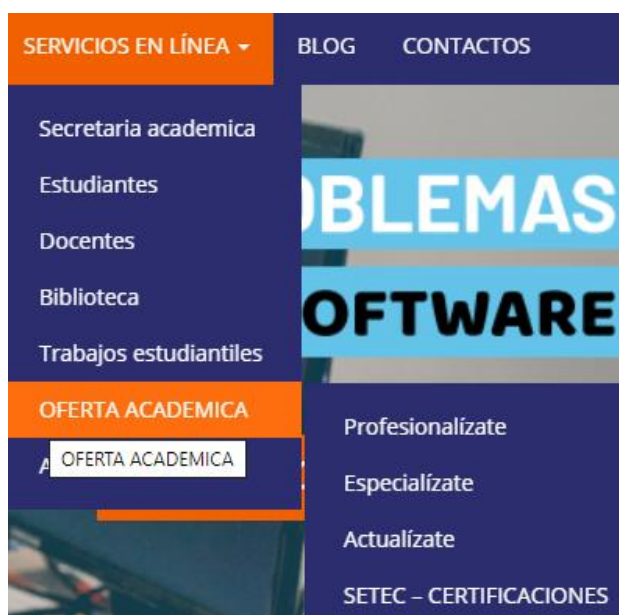 SERVICIOS EN LÍNEA BLOG CONTACTOS
Secretaria academica
Estudiantes
Docentes
Biblioteca
Trabajos estudiantiles
OFERTA ACADEMICA
OFERTA ACADEMICA
Profesionalízate
Especialízate
Actualízate
SETEC – CERTIFICACIONES
OBLEMAS
OFTWARE